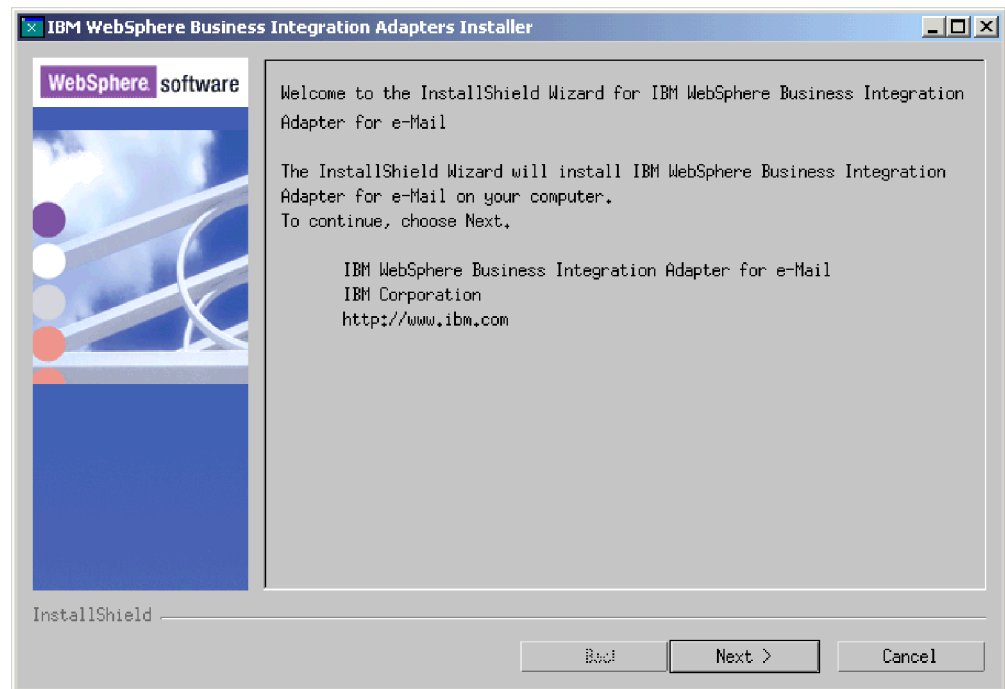 IBM WebSphere Business Integration Adapters Installer
WebSphere software
Welcome to the InstallShield Wizard for IBM WebSphere Business Integration
Adapter for e-Mail
The InstallShield Wizard will install IBM WebSphere Business Integration
Adapter for e-Mail on your computer.
To continue, choose Next.
IBM WebSphere Business Integration Adapter for e-Mail
IBM Corporation
http://www.ibm.com
InstallShield
Next >
Cancel